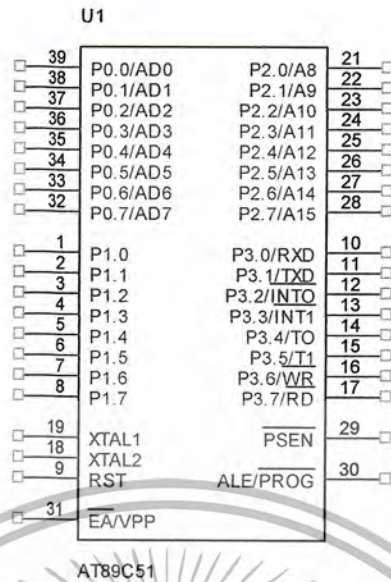 U1
39 P0.0/AD0 P2.0/A8 21
38 P0.1/AD1 P2.1/A9 22
37 P0.2/AD2 P2.2/A10 23
36 P0.3/AD3 P2.3/A11 24
35 P0.4/AD4 P2.4/A12 25
34 P0.5/AD5 P2.5/A13 26
33 P0.6/AD6 P2.6/A14 27
32 P0.7/AD7 P2.7/A15 28
1 P1.0 P3.0/RXD 10
2 P1.1 P3.1/TXD 11
3 P1.2 P3.2/INTO 12
4 P1.3 P3.3/INT1 13
5 P1.4 P3.4/TO 14
6 P1.5 P3.5/T1 15
7 P1.6 P3.6/WR 16
8 P1.7 P3.7/RD 17
19 XTAL1 PSEN 29
18 XTAL2
9 RST ALE/PROG 30
31 EA/VPP
AT89C51